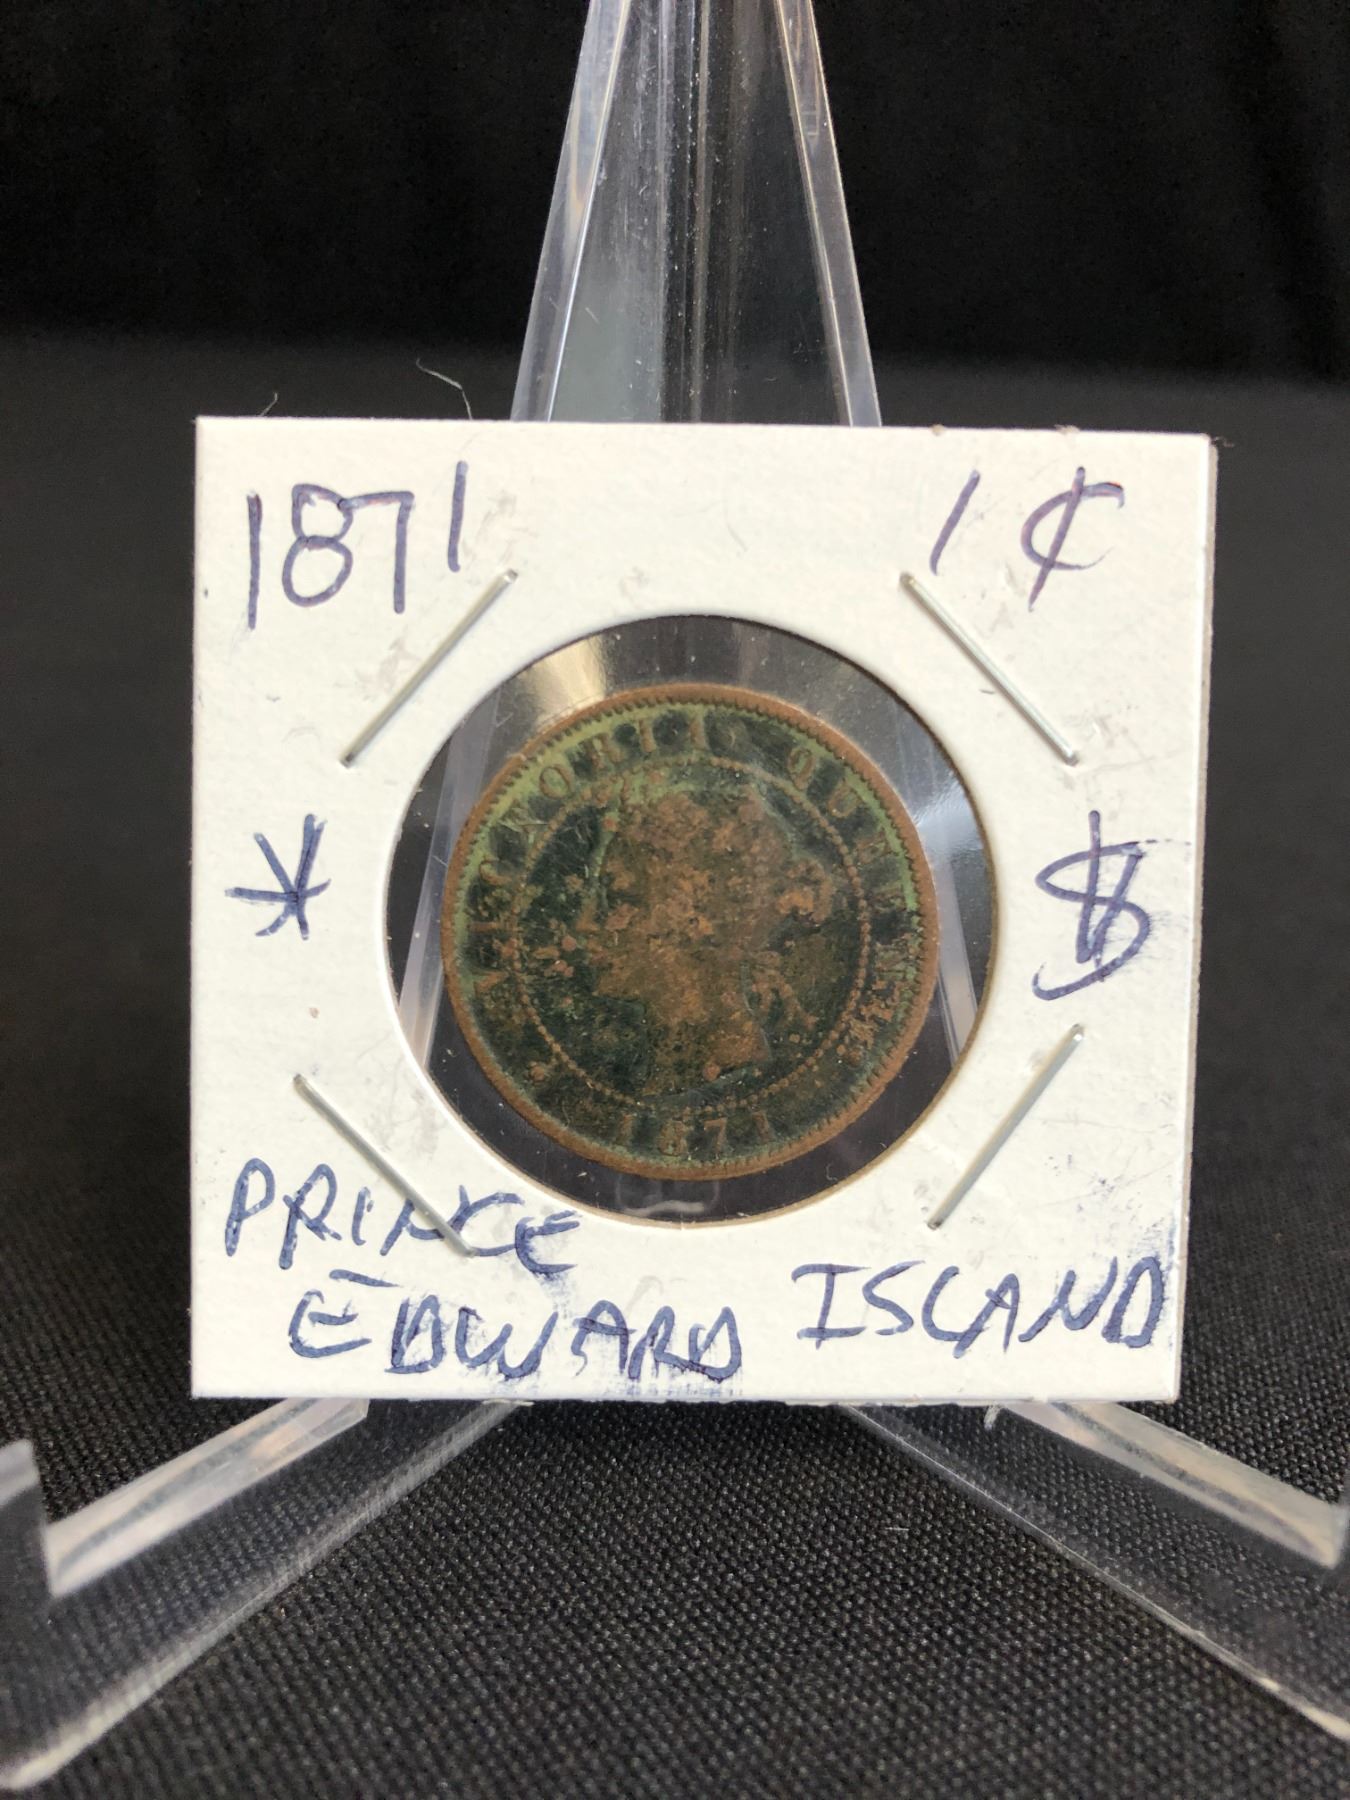 1871 1¢
VICTORIA QUEEN
* $
1871
PRINCE
EDWARD ISLAND